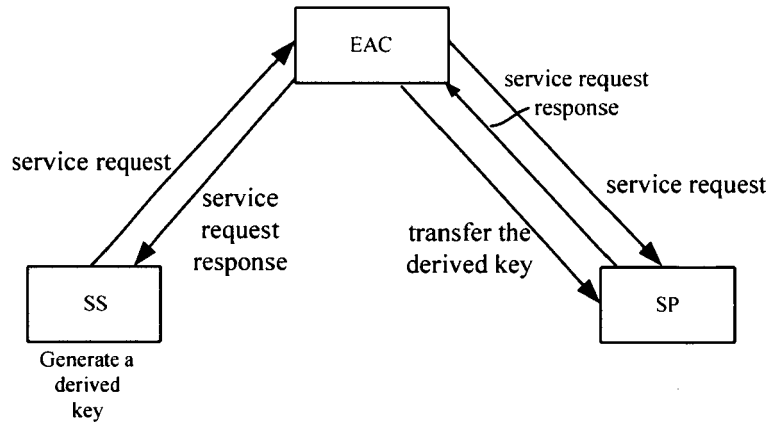 EAC
service request
response
service request
service request
service
request
response
transfer the
derived key
SS
SP
Generate a
derived
key